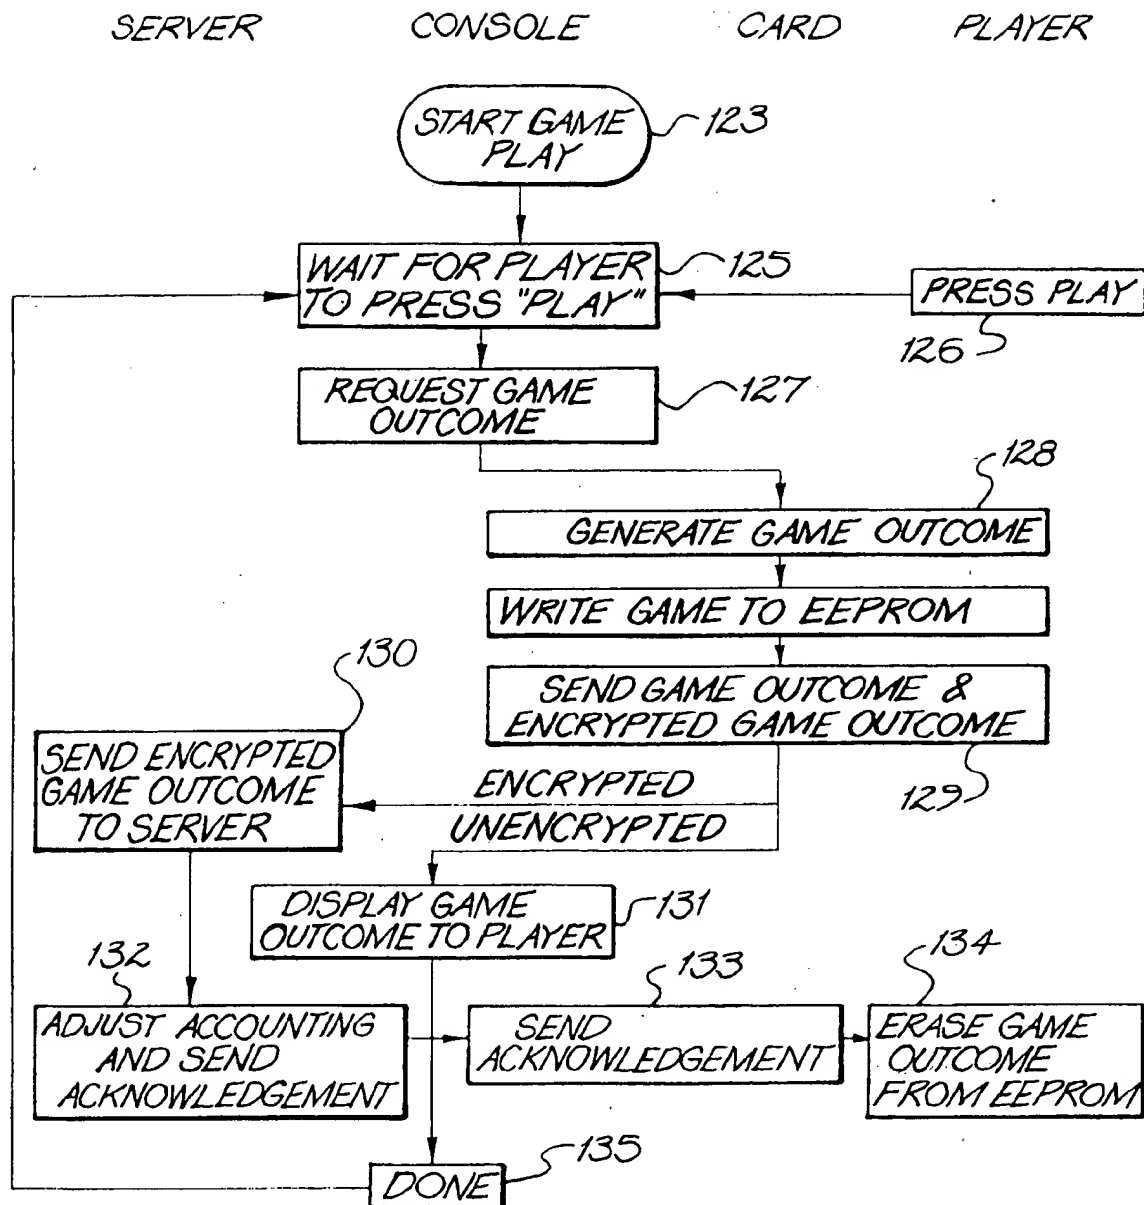 SERVER CONSOLE CARD PLAYER
START GAME
PLAY
123
WAIT FOR PLAYER
TO PRESS "PLAY"
125
PRESS PLAY
126
REQUEST GAME
OUTCOME
127
128
GENERATE GAME OUTCOME
WRITE GAME TO EEPROM
SEND GAME OUTCOME &
ENCRYPTED GAME OUTCOME
129
130
SEND ENCRYPTED
GAME OUTCOME
TO SERVER
ENCRYPTED
UNENCRYPTED
DISPLAY GAME
OUTCOME TO PLAYER
131
132
ADJUST ACCOUNTING
AND SEND
ACKNOWLEDGEMENT
133
SEND
ACKNOWLEDGEMENT
134
ERASE GAME
OUTCOME
FROM EEPROM
135
DONE